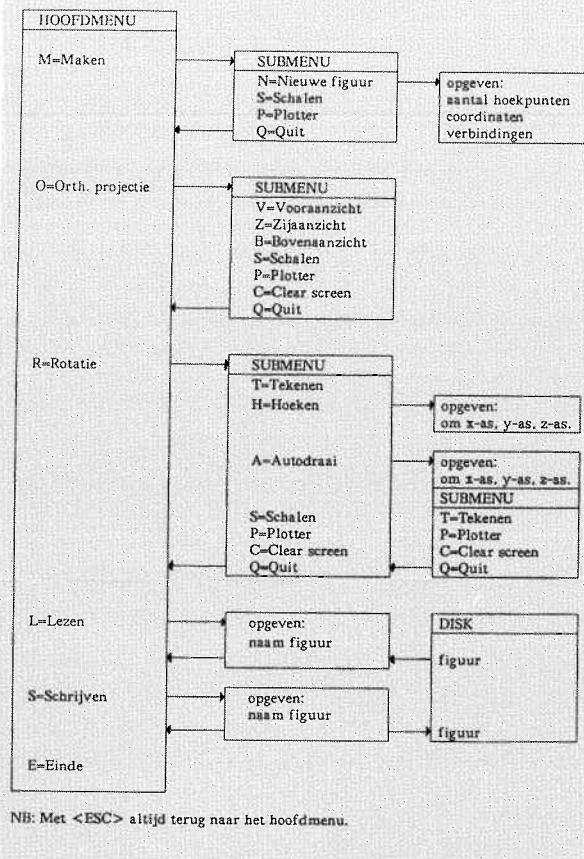 HOOFDMENU
M=Maken
SUBMENU
N=Nieuwe figuur
S=Schalen
P=Plotter
Q=Quit
opgeven:
aantal hoekpunten
coordinaten
verbindingen
O=Orth. projectie
SUBMENU
V=Vooraanzicht
Z=Zijaanzicht
B=Bovenaanzicht
S=Schalen
P=Plotter
C=Clear screen
Q=Quit
R=Rotatie
SUBMENU
T=Tekenen
H=Hoeken
opgeven:
om x-as, y-as, z-as.
A=Autodraai
opgeven:
om x-as, y-as, z-as.
SUBMENU
T=Tekenen
P=Plotter
C=Clear screen
Q=Quit
S=Schalen
P=Plotter
C=Clear screen
Q=Quit
L=Lezen
opgeven:
naam figuur
DISK
figuur
S=Schrijven
opgeven:
naam figuur
figuur
E=Einde
NB: Met <ESC> altijd terug naar het hoofdmenu.